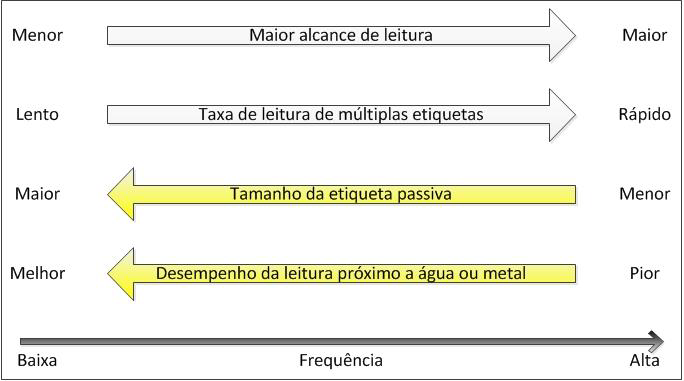 Menor Maior alcance de leitura Maior
Lento Taxa de leitura de múltiplas etiquetas Rápido
Maior Tamanho da etiqueta passiva Menor
Melhor Desempenho da leitura próximo a água ou metal Pior
Baixa Frequência Alta